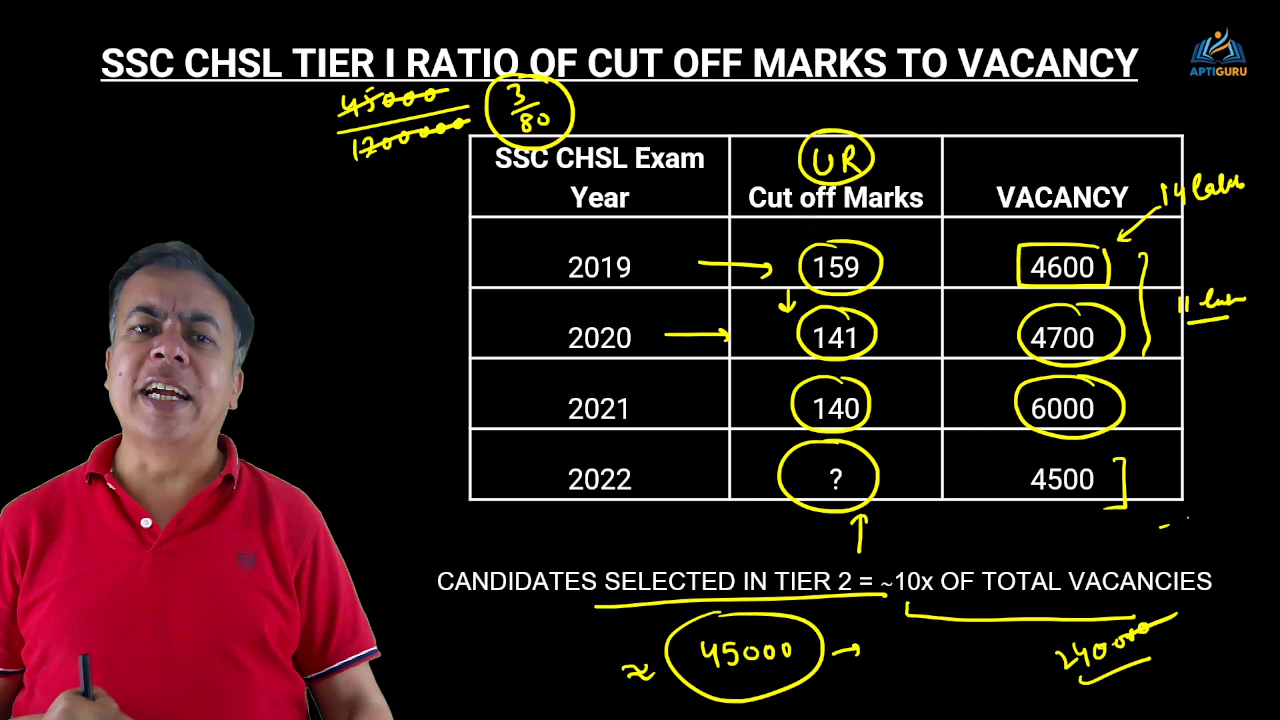 SSC CHSL TIER I RATIO OF CUT OFF MARKS TO VACANCY
APTIGURU
45000
1200000
3
80
SSC CHSL Exam Year
UR
Cut off Marks
VACANCY
14 lakh
2019
159
4600
11
2020
141
4700
2021
140
6000
2022
?
4500
CANDIDATES SELECTED IN TIER 2 = ~10x OF TOTAL VACANCIES
≈ 45000
240000